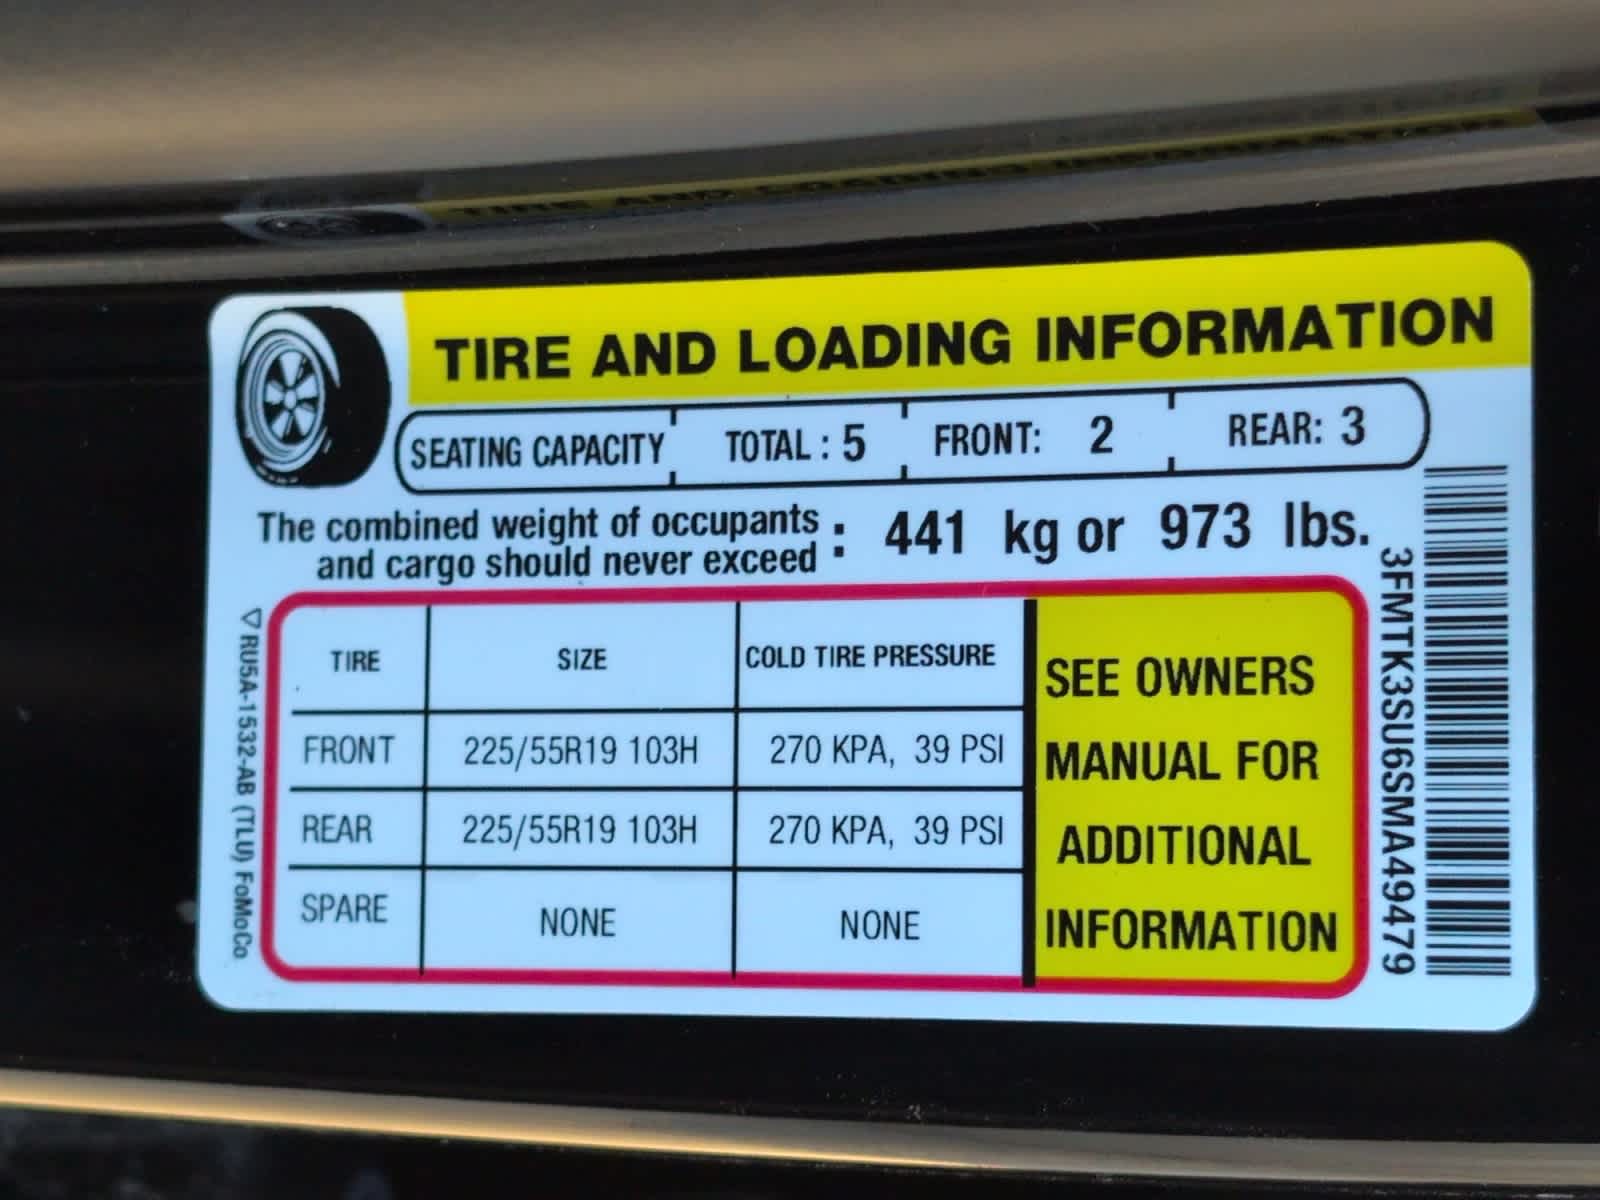 TIRE AND LOADING INFORMATION
SEATING CAPACITY TOTAL : 5 FRONT: 2 REAR: 3
The combined weight of occupants
and cargo should never exceed : 441 kg or 973 lbs.
TIRE SIZE COLD TIRE PRESSURE
FRONT 225/55R19 103H 270 KPA, 39 PSI
REAR 225/55R19 103H 270 KPA, 39 PSI
SPARE NONE NONE
SEE OWNERS
MANUAL FOR
ADDITIONAL
INFORMATION
3FMTK3SU6SMA49479
RU5A-1532-AB (TLU) FoMoCo